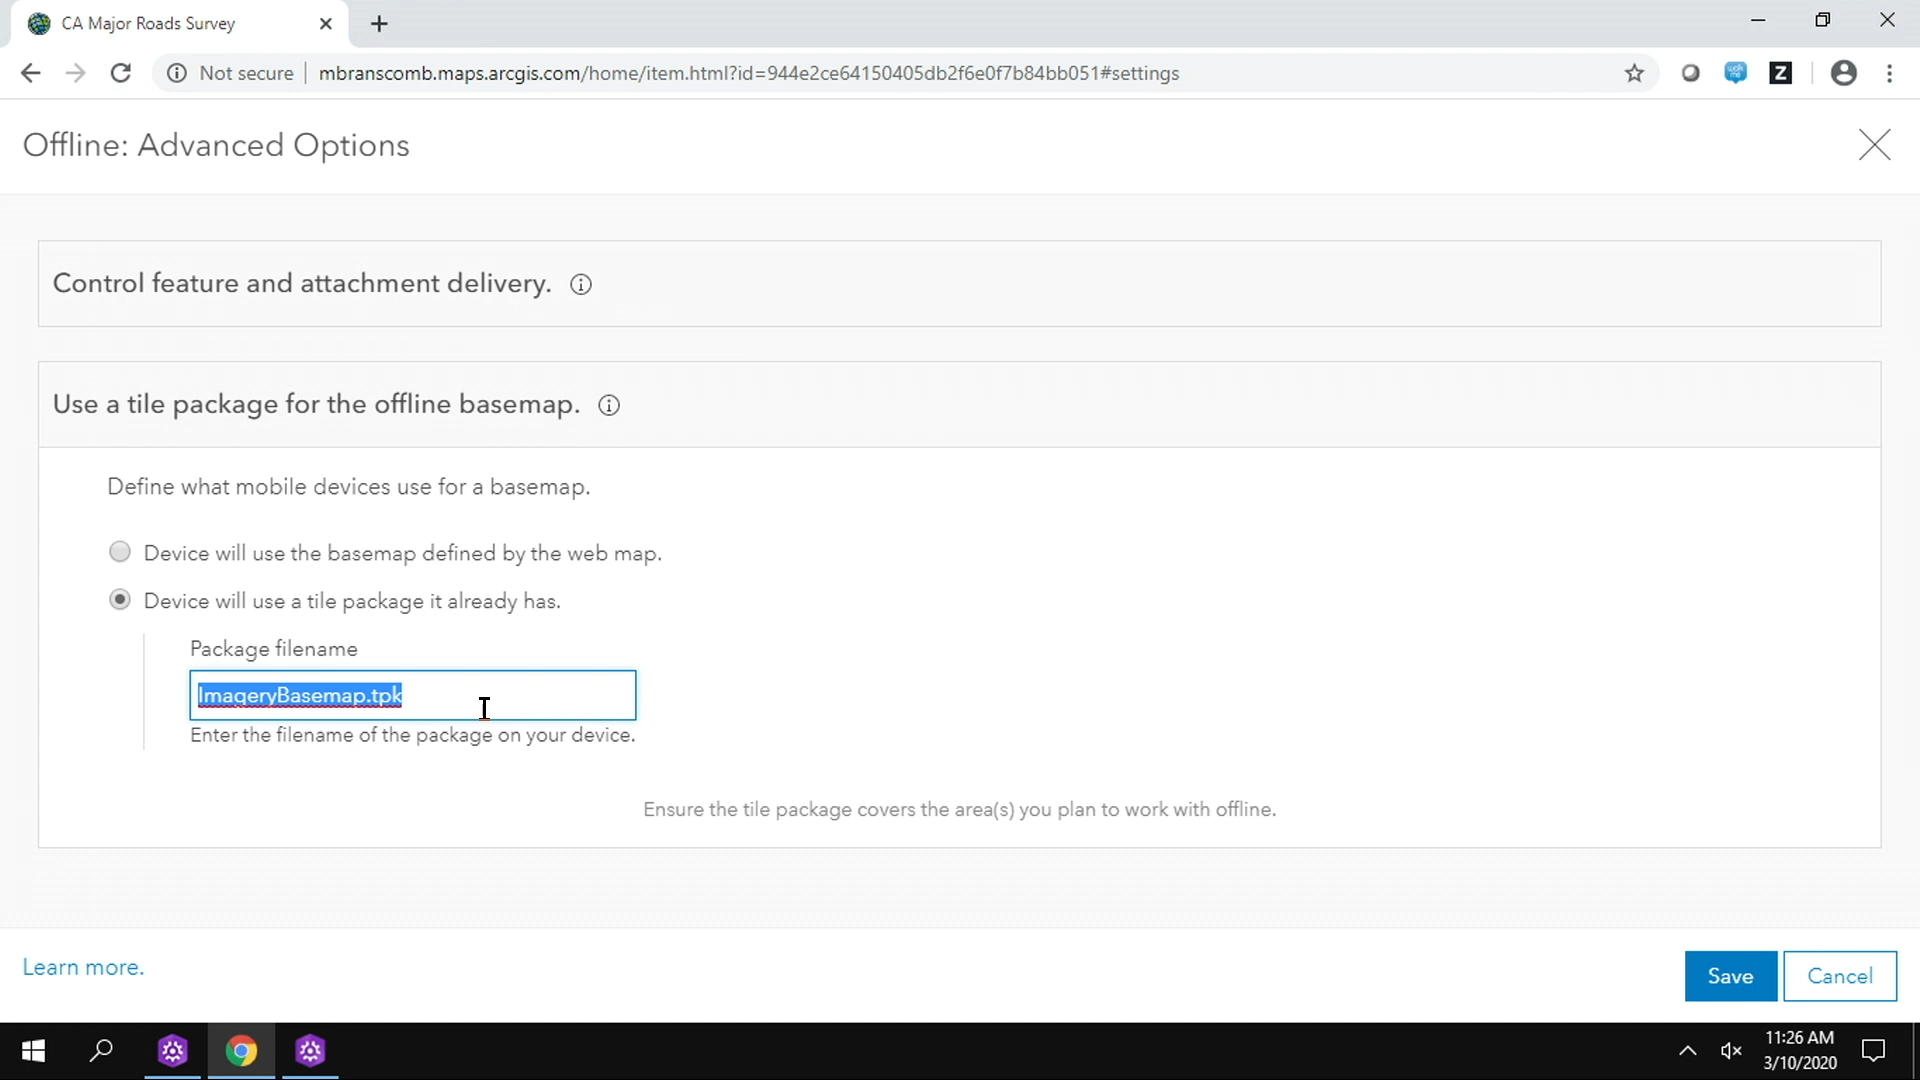 CA Major Roads Survey
Not secure
mbranscomb.maps.arcgis.com/home/item.html?id=944e2ce64150405db2f6e0f7b84bb051#settings
Z
Offline: Advanced Options
Control feature and attachment delivery.
Use a tile package for the offline basemap.
Define what mobile devices use for a basemap.
Device will use the basemap defined by the web map.
Device will use a tile package it already has.
Package filename
ImageryBasemap.tpk
Enter the filename of the package on your device.
Ensure the tile package covers the area(s) you plan to work with offline.
Learn more.
Save
Cancel
11:26 AM
3/10/2020